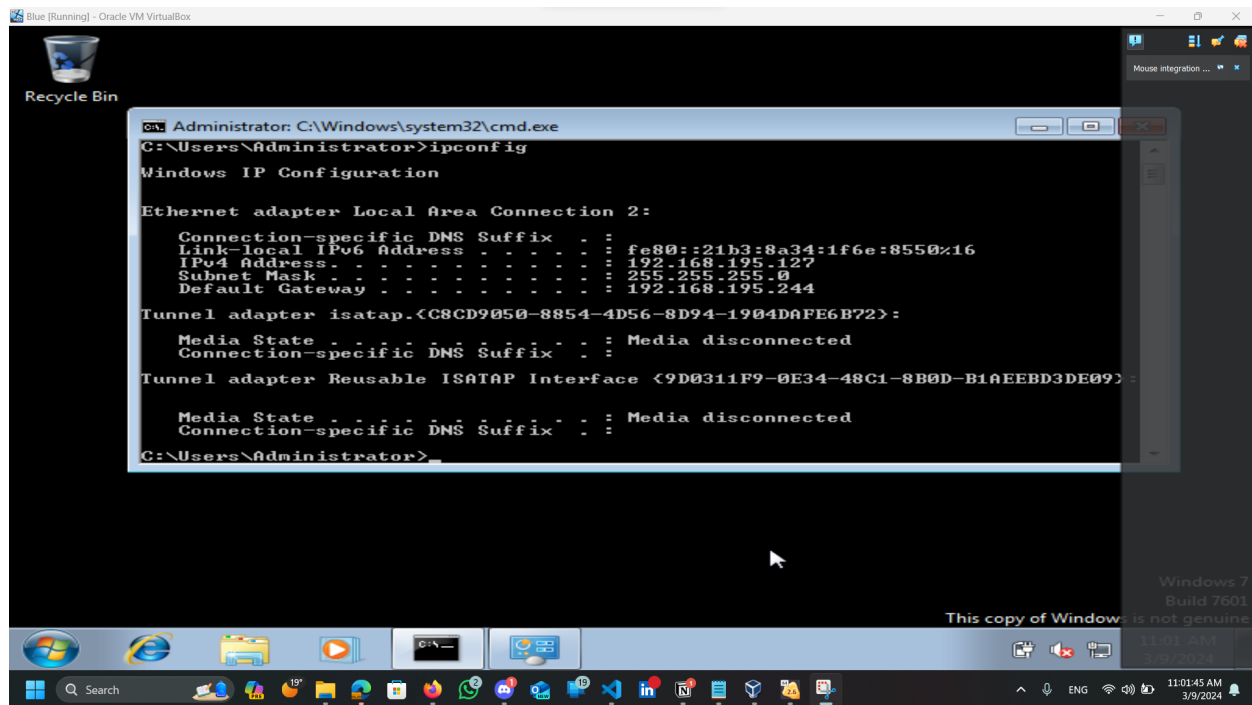 Blue [Running] - Oracle VM VirtualBox
Mouse integration ...
Recycle Bin
Administrator: C:\Windows\system32\cmd.exe
C:\Users\Administrator>ipconfig
Windows IP Configuration
Ethernet adapter Local Area Connection 2:
Connection-specific DNS Suffix . :
Link-local IPv6 Address . . . . . : fe80::21b3:8a34:1f6e:8550%16
IPv4 Address. . . . . . . . . . . : 192.168.195.127
Subnet Mask . . . . . . . . . . . : 255.255.255.0
Default Gateway . . . . . . . . . : 192.168.195.244
Tunnel adapter isatap.{C8CD9050-8854-4D56-8D94-1904DAFE6B72}:
Media State . . . . . . . . . . . : Media disconnected
Connection-specific DNS Suffix . :
Tunnel adapter Reusable ISATAP Interface {9D0311F9-0E34-48C1-8B0D-B1AEEBD3DE09}:
Media State . . . . . . . . . . . : Media disconnected
Connection-specific DNS Suffix . :
C:\Users\Administrator>_
Windows 7
Build 7601
This copy of Windows is not genuine
C:\_
11:01 AM
3/9/2024
Search
19°
2
1
NEW
19
2.6
ENG
11:01:45 AM
3/9/2024